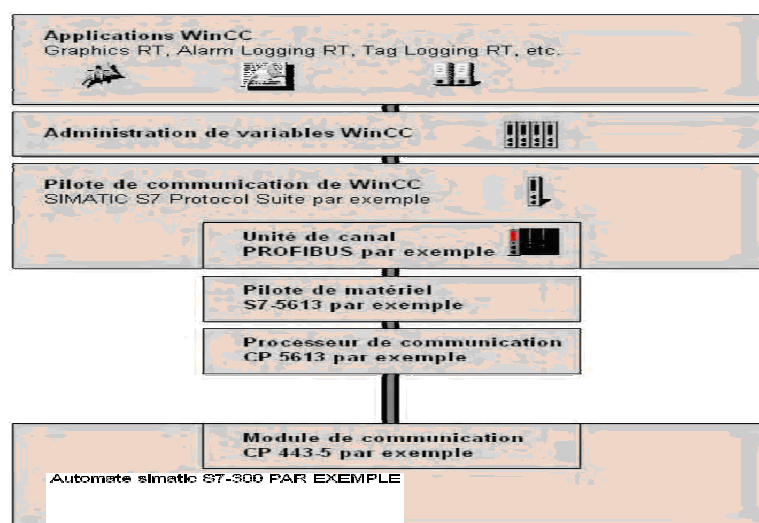 Applications WinCC
Graphics RT, Alarm Logging RT, Tag Logging RT, etc.
Administration de variables WinCC
Pilote de communication de WinCC
SIMATIC S7 Protocol Suite par exemple
Unité de canal
PROFIBUS par exemple
Pilote de matériel
S7-5613 par exemple
Processeur de communication
CP 5613 par exemple
Module de communication
CP 443-5 par exemple
Automate simatic S7-300 PAR EXEMPLE